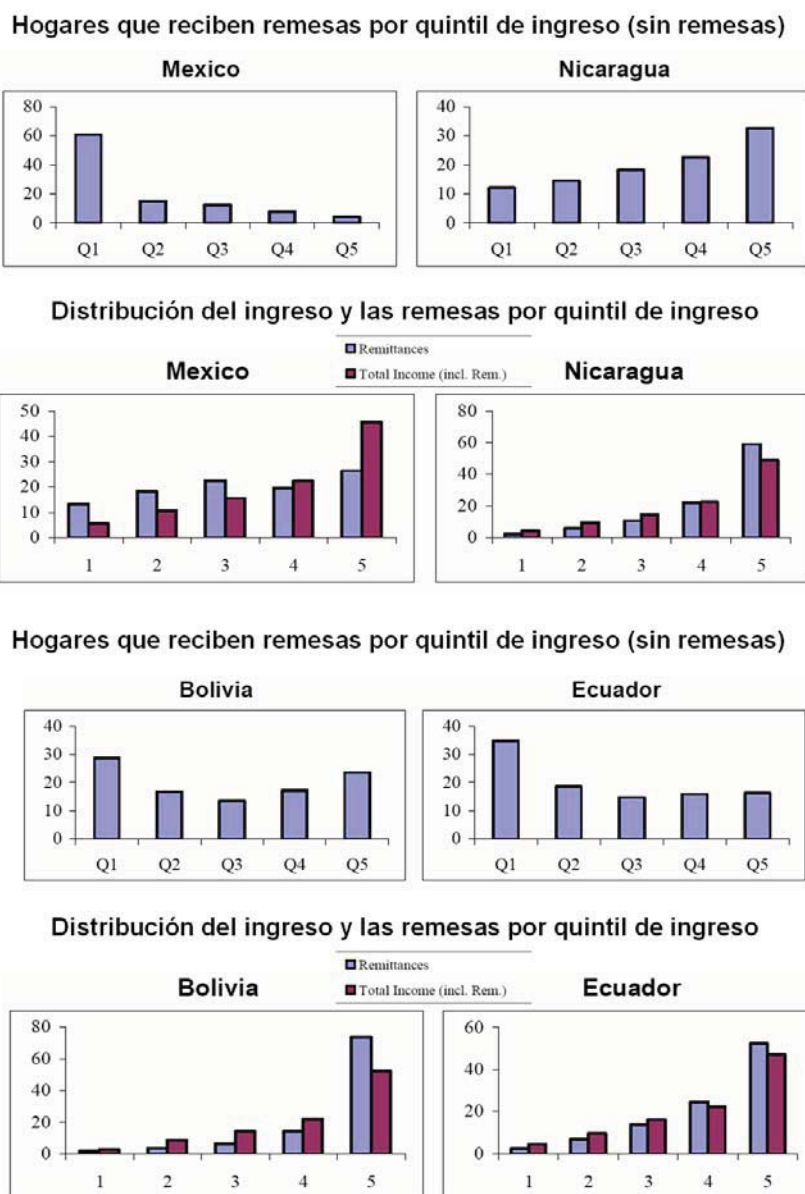 Hogares que reciben remesas por quintil de ingreso (sin remesas)
Mexico
80
60
40
20
0
Q1 Q2 Q3 Q4 Q5
Nicaragua
40
30
20
10
0
Q1 Q2 Q3 Q4 Q5
Distribución del ingreso y las remesas por quintil de ingreso
Remittances
Total Income (incl. Rem.)
Mexico
50
40
30
20
10
0
1 2 3 4 5
Nicaragua
80
60
40
20
0
1 2 3 4 5
Hogares que reciben remesas por quintil de ingreso (sin remesas)
Bolivia
40
30
20
10
0
Q1 Q2 Q3 Q4 Q5
Ecuador
40
30
20
10
0
Q1 Q2 Q3 Q4 Q5
Distribución del ingreso y las remesas por quintil de ingreso
Remittances
Total Income (incl. Rem.)
Bolivia
80
60
40
20
0
1 2 3 4 5
Ecuador
60
40
20
0
1 2 3 4 5